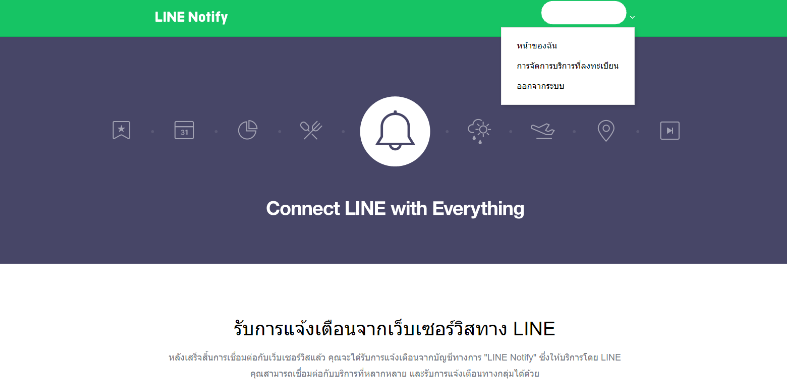 LINE Notify
หน้าของฉัน
การจัดการบริการที่ลงทะเบียน
ออกจากระบบ
31
Connect LINE with Everything
รับการแจ้งเตือนจากเว็บเซอร์วิสทาง LINE
หลังเสร็จสิ้นการเชื่อมต่อกับเว็บเซอร์วิสแล้ว คุณจะได้รับการแจ้งเตือนจากบัญชีทางการ "LINE Notify" ซึ่งให้บริการโดย LINE
คุณสามารถเชื่อมต่อกับบริการที่หลากหลาย และรับการแจ้งเตือนทางกลุ่มได้ด้วย